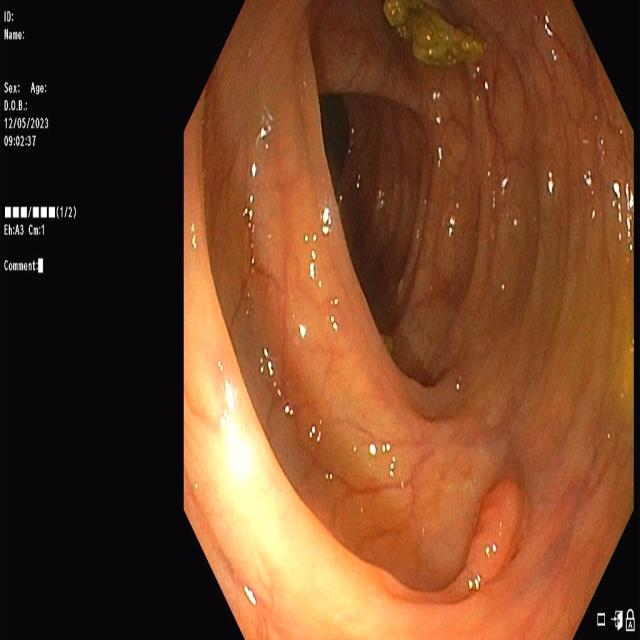 ID:
Name:
Sex: Age:
D.O.B.:
12/05/2023
09:02:37
■■■/■■■(1/2)
Eh:A3 Cm:1
Comment: